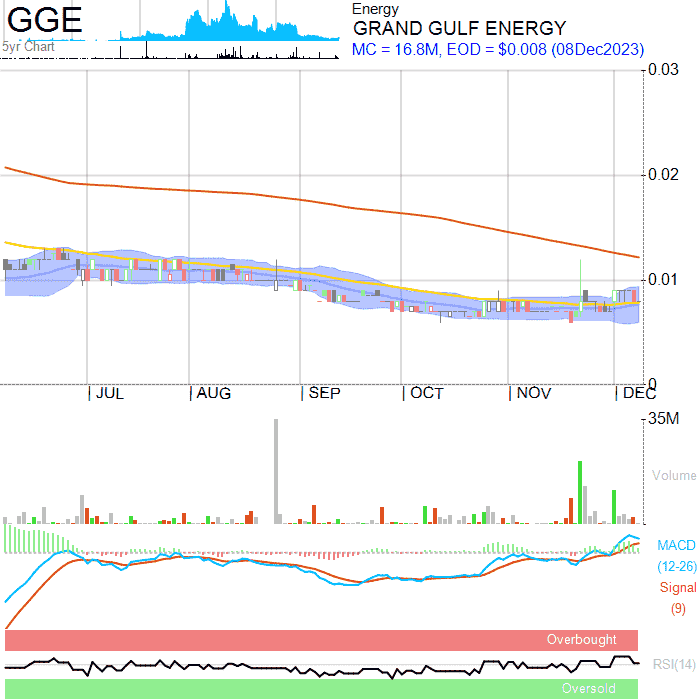 GGE
5yr Chart
Energy
GRAND GULF ENERGY
MC = 16.8M, EOD = $0.008 (08Dec2023)
0.03
0.02
0.01
0
JUL AUG SEP OCT NOV DEC
35M
Volume
MACD
(12-26)
Signal
(9)
Overbought
RSI(14)
Oversold